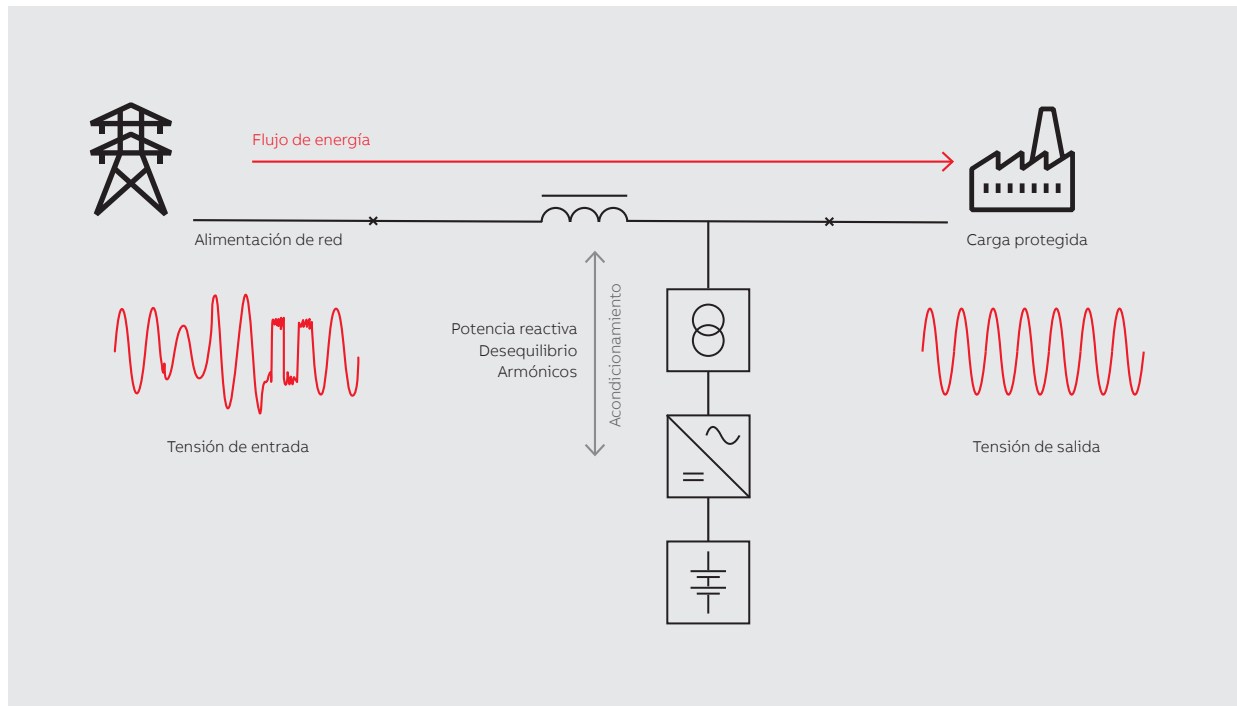 Flujo de energía
Alimentación de red
Carga protegida
Potencia reactiva
Desequilibrio
Armónicos
Acondicionamiento
Tensión de entrada
Tensión de salida